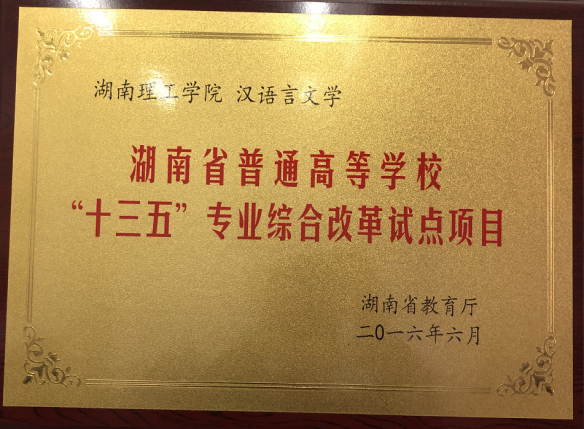 湖南理工学院 汉语言文学
湖南省普通高等学校
“十三五”专业综合改革试点项目
湖南省教育厅
二〇一六年六月